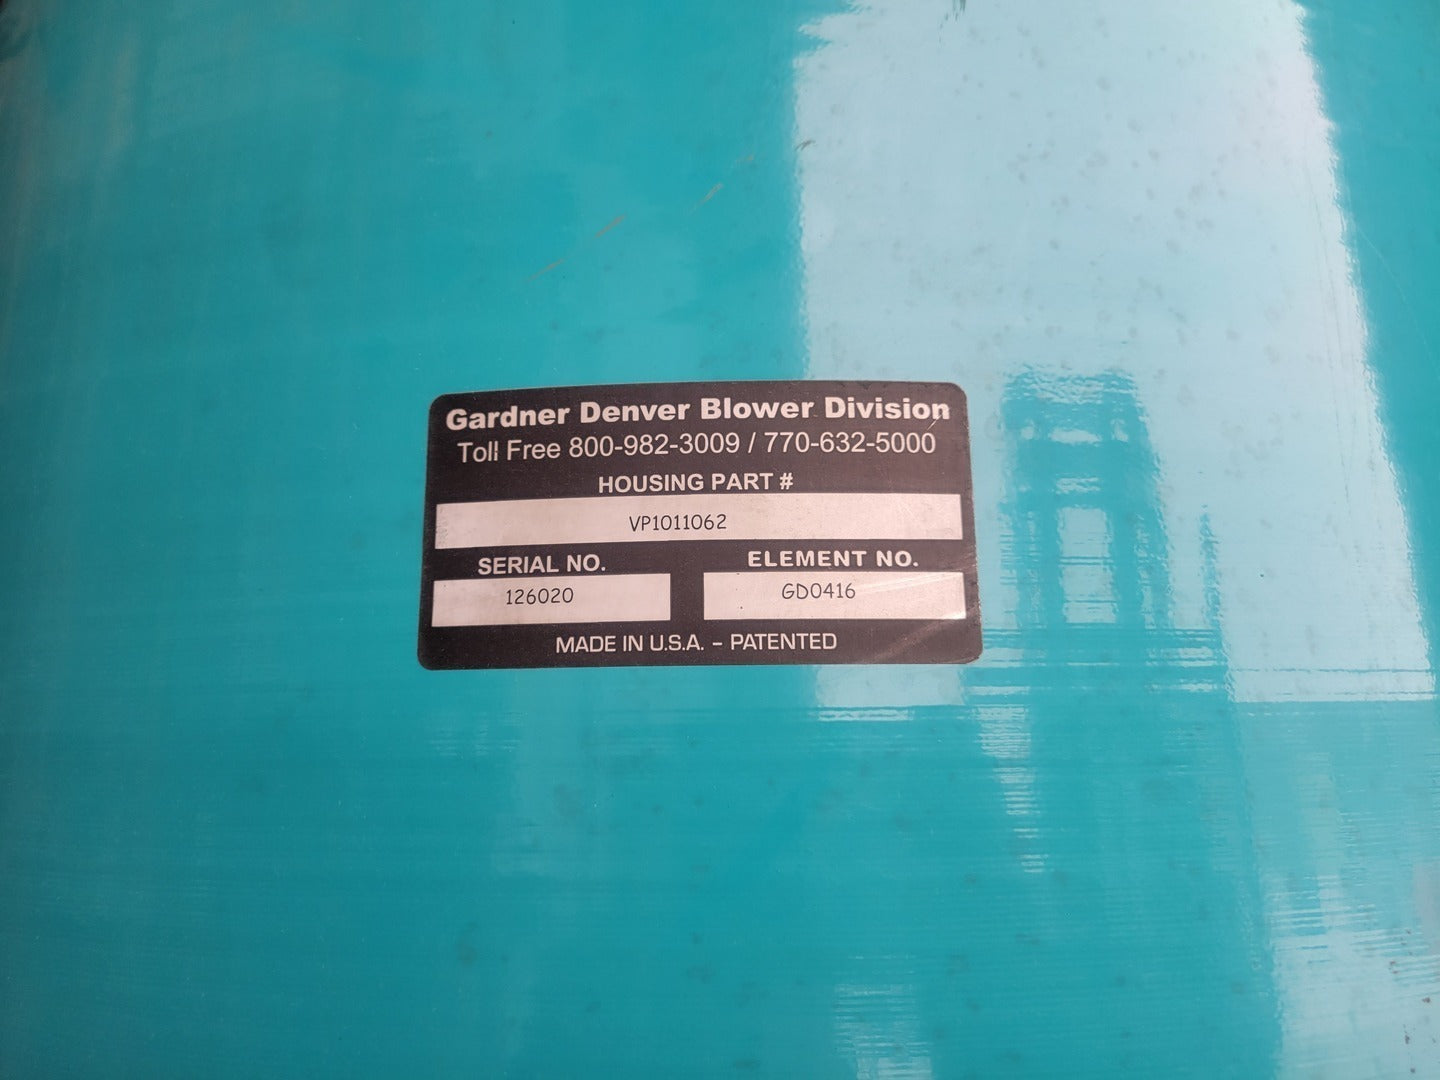 Gardner Denver Blower Division
Toll Free 800-982-3009 / 770-632-5000
HOUSING PART #
VP1011062
SERIAL NO. ELEMENT NO.
126020 GD0416
MADE IN U.S.A. - PATENTED